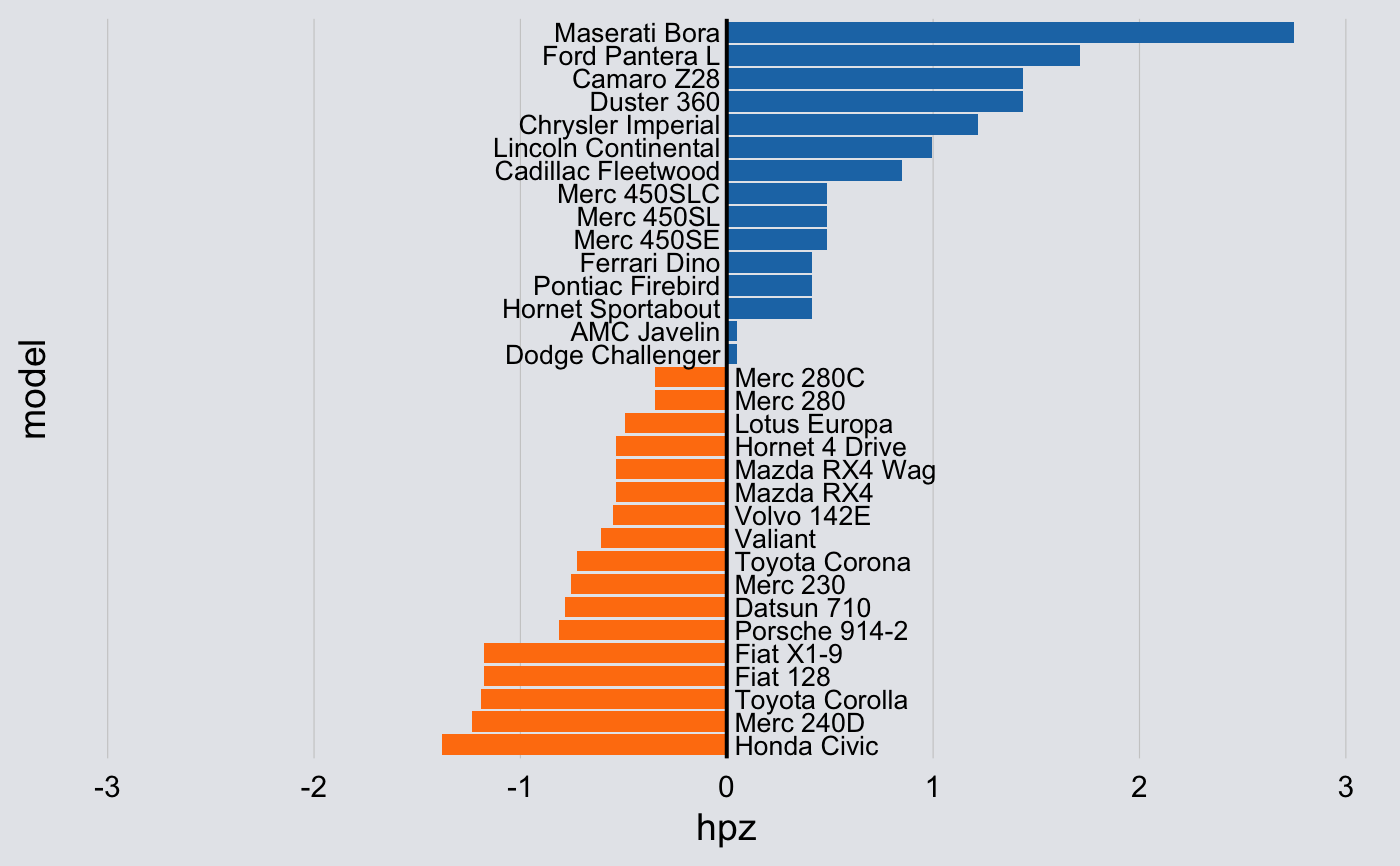 Maserati Bora
Ford Pantera L
Camaro Z28
Duster 360
Chrysler Imperial
Lincoln Continental
Cadillac Fleetwood
Merc 450SLC
Merc 450SL
Merc 450SE
Ferrari Dino
Pontiac Firebird
Hornet Sportabout
AMC Javelin
Dodge Challenger
Merc 280C
Merc 280
Lotus Europa
Hornet 4 Drive
Mazda RX4 Wag
Mazda RX4
Volvo 142E
Valiant
Toyota Corona
Merc 230
Datsun 710
Porsche 914-2
Fiat X1-9
Fiat 128
Toyota Corolla
Merc 240D
Honda Civic
model
-3 -2 -1 0 1 2 3
hpz